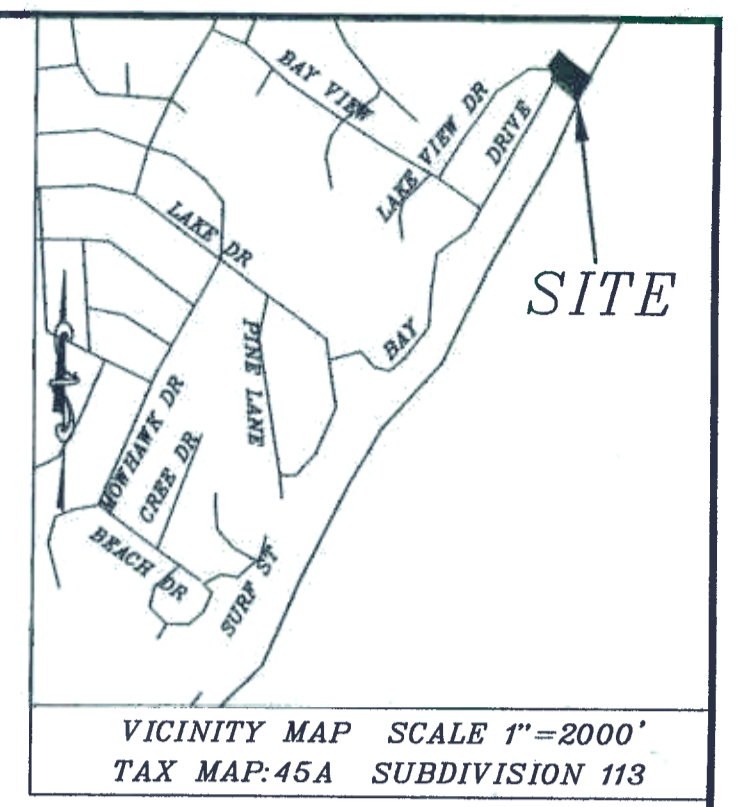 BAY VIEW
LAKE VIEW DR
DRIVE
LAKE DR
SITE
BAY
PINE LANE
MOWHAWK DR
CREE DR
BEACH DR
SURF ST
VICINITY MAP SCALE 1"=2000'
TAX MAP:45A SUBDIVISION 113